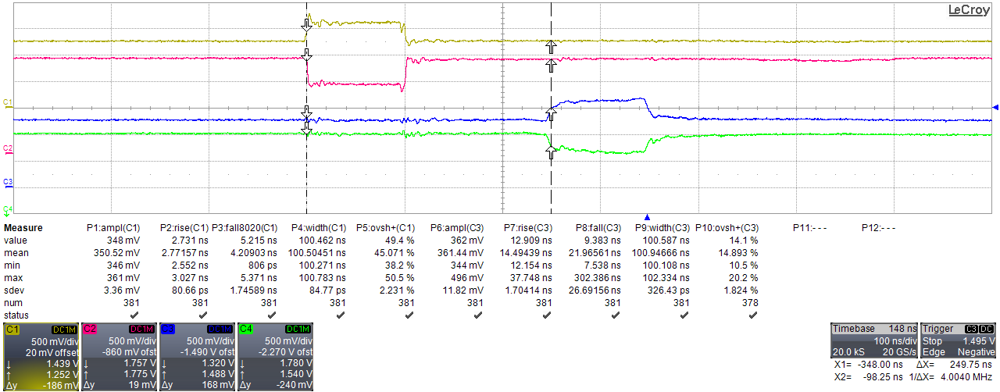 LeCroy
C1
C2
C3
C4
Measure P1:ampl(C1) P2:rise(C1) P3:fall8020(C1) P4:width(C1) P5:ovsh+(C1) P6:ampl(C3) P7:rise(C3) P8:fall(C3) P9:width(C3) P10:ovsh+(C3) P11:--- P12:---
value 348 mV 2.731 ns 5.215 ns 100.462 ns 49.4 % 362 mV 12.909 ns 9.383 ns 100.587 ns 14.1 %
mean 350.52 mV 2.77157 ns 4.20903 ns 100.50451 ns 45.071 % 361.44 mV 14.49439 ns 21.96561 ns 100.94666 ns 14.893 %
min 346 mV 2.552 ns 806 ps 100.271 ns 38.2 % 344 mV 12.154 ns 7.538 ns 100.108 ns 10.5 %
max 361 mV 3.027 ns 5.371 ns 100.783 ns 50.5 % 496 mV 37.748 ns 302.386 ns 102.334 ns 20.2 %
sdev 3.36 mV 80.66 ps 1.74589 ns 84.77 ps 2.231 % 11.82 mV 1.70414 ns 26.69156 ns 326.43 ps 1.824 %
num 381 381 381 381 381 381 381 381 381 378
status
C1 DC1M C2 DC1M C3 DC1M C4 DC1M Timebase 148 ns Trigger C3 DC
500 mV/div 500 mV/div 500 mV/div 500 mV/div 100 ns/div Stop 1.495 V
20 mV offset -860 mV ofst -1.490 V ofst -2.270 V ofst 20.0 kS 20 GS/s Edge Negative
↓ 1.439 V ↓ 1.757 V ↓ 1.320 V ↓ 1.780 V X1= -348.00 ns ΔX= 249.75 ns
↑ 1.252 V ↑ 1.775 V ↑ 1.488 V ↑ 1.540 V X2= -98.25 ns 1/ΔX= 4.0040 MHz
Δy -186 mV Δy 19 mV Δy 168 mV Δy -240 mV